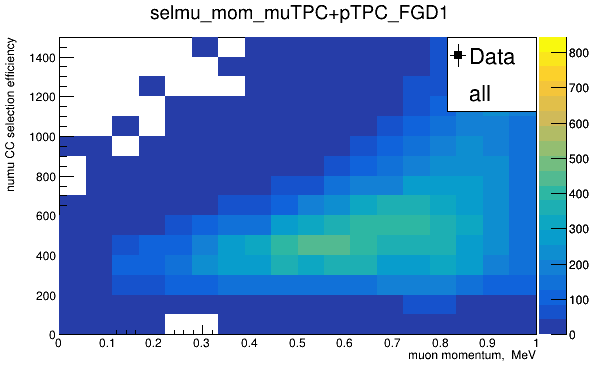 selmu_mom_muTPC+pTPC_FGD1
numu CC selection efficiency
1400
1200
1000
800
600
400
200
0
0 0.1 0.2 0.3 0.4 0.5 0.6 0.7 0.8 0.9 1
muon momentum, MeV
Data
all
800
700
600
500
400
300
200
100
0